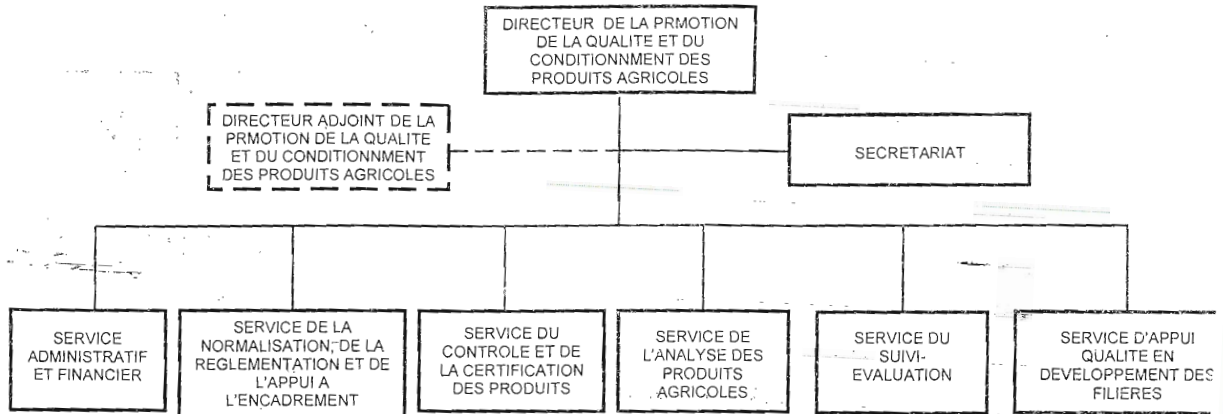 DIRECTEUR DE LA PRMOTION
DE LA QUALITE ET DU
CONDITIONNMENT DES
PRODUITS AGRICOLES
DIRECTEUR ADJOINT DE LA
PRMOTION DE LA QUALITE
ET DU CONDITIONNMENT
DES PRODUITS AGRICOLES
SECRETARIAT
SERVICE
ADMINISTRATIF
ET FINANCIER
SERVICE DE LA
NORMALISATION, DE LA
REGLEMENTATION ET DE
L'APPUI A
L'ENCADREMENT
SERVICE DU
CONTROLE ET DE
LA CERTIFICATION
DES PRODUITS
SERVICE DE
L'ANALYSE DES
PRODUITS
AGRICOLES
SERVICE DU
SUIVI-
EVALUATION
SERVICE D'APPUI
QUALITE EN
DEVELOPPEMENT DES
FILIERES